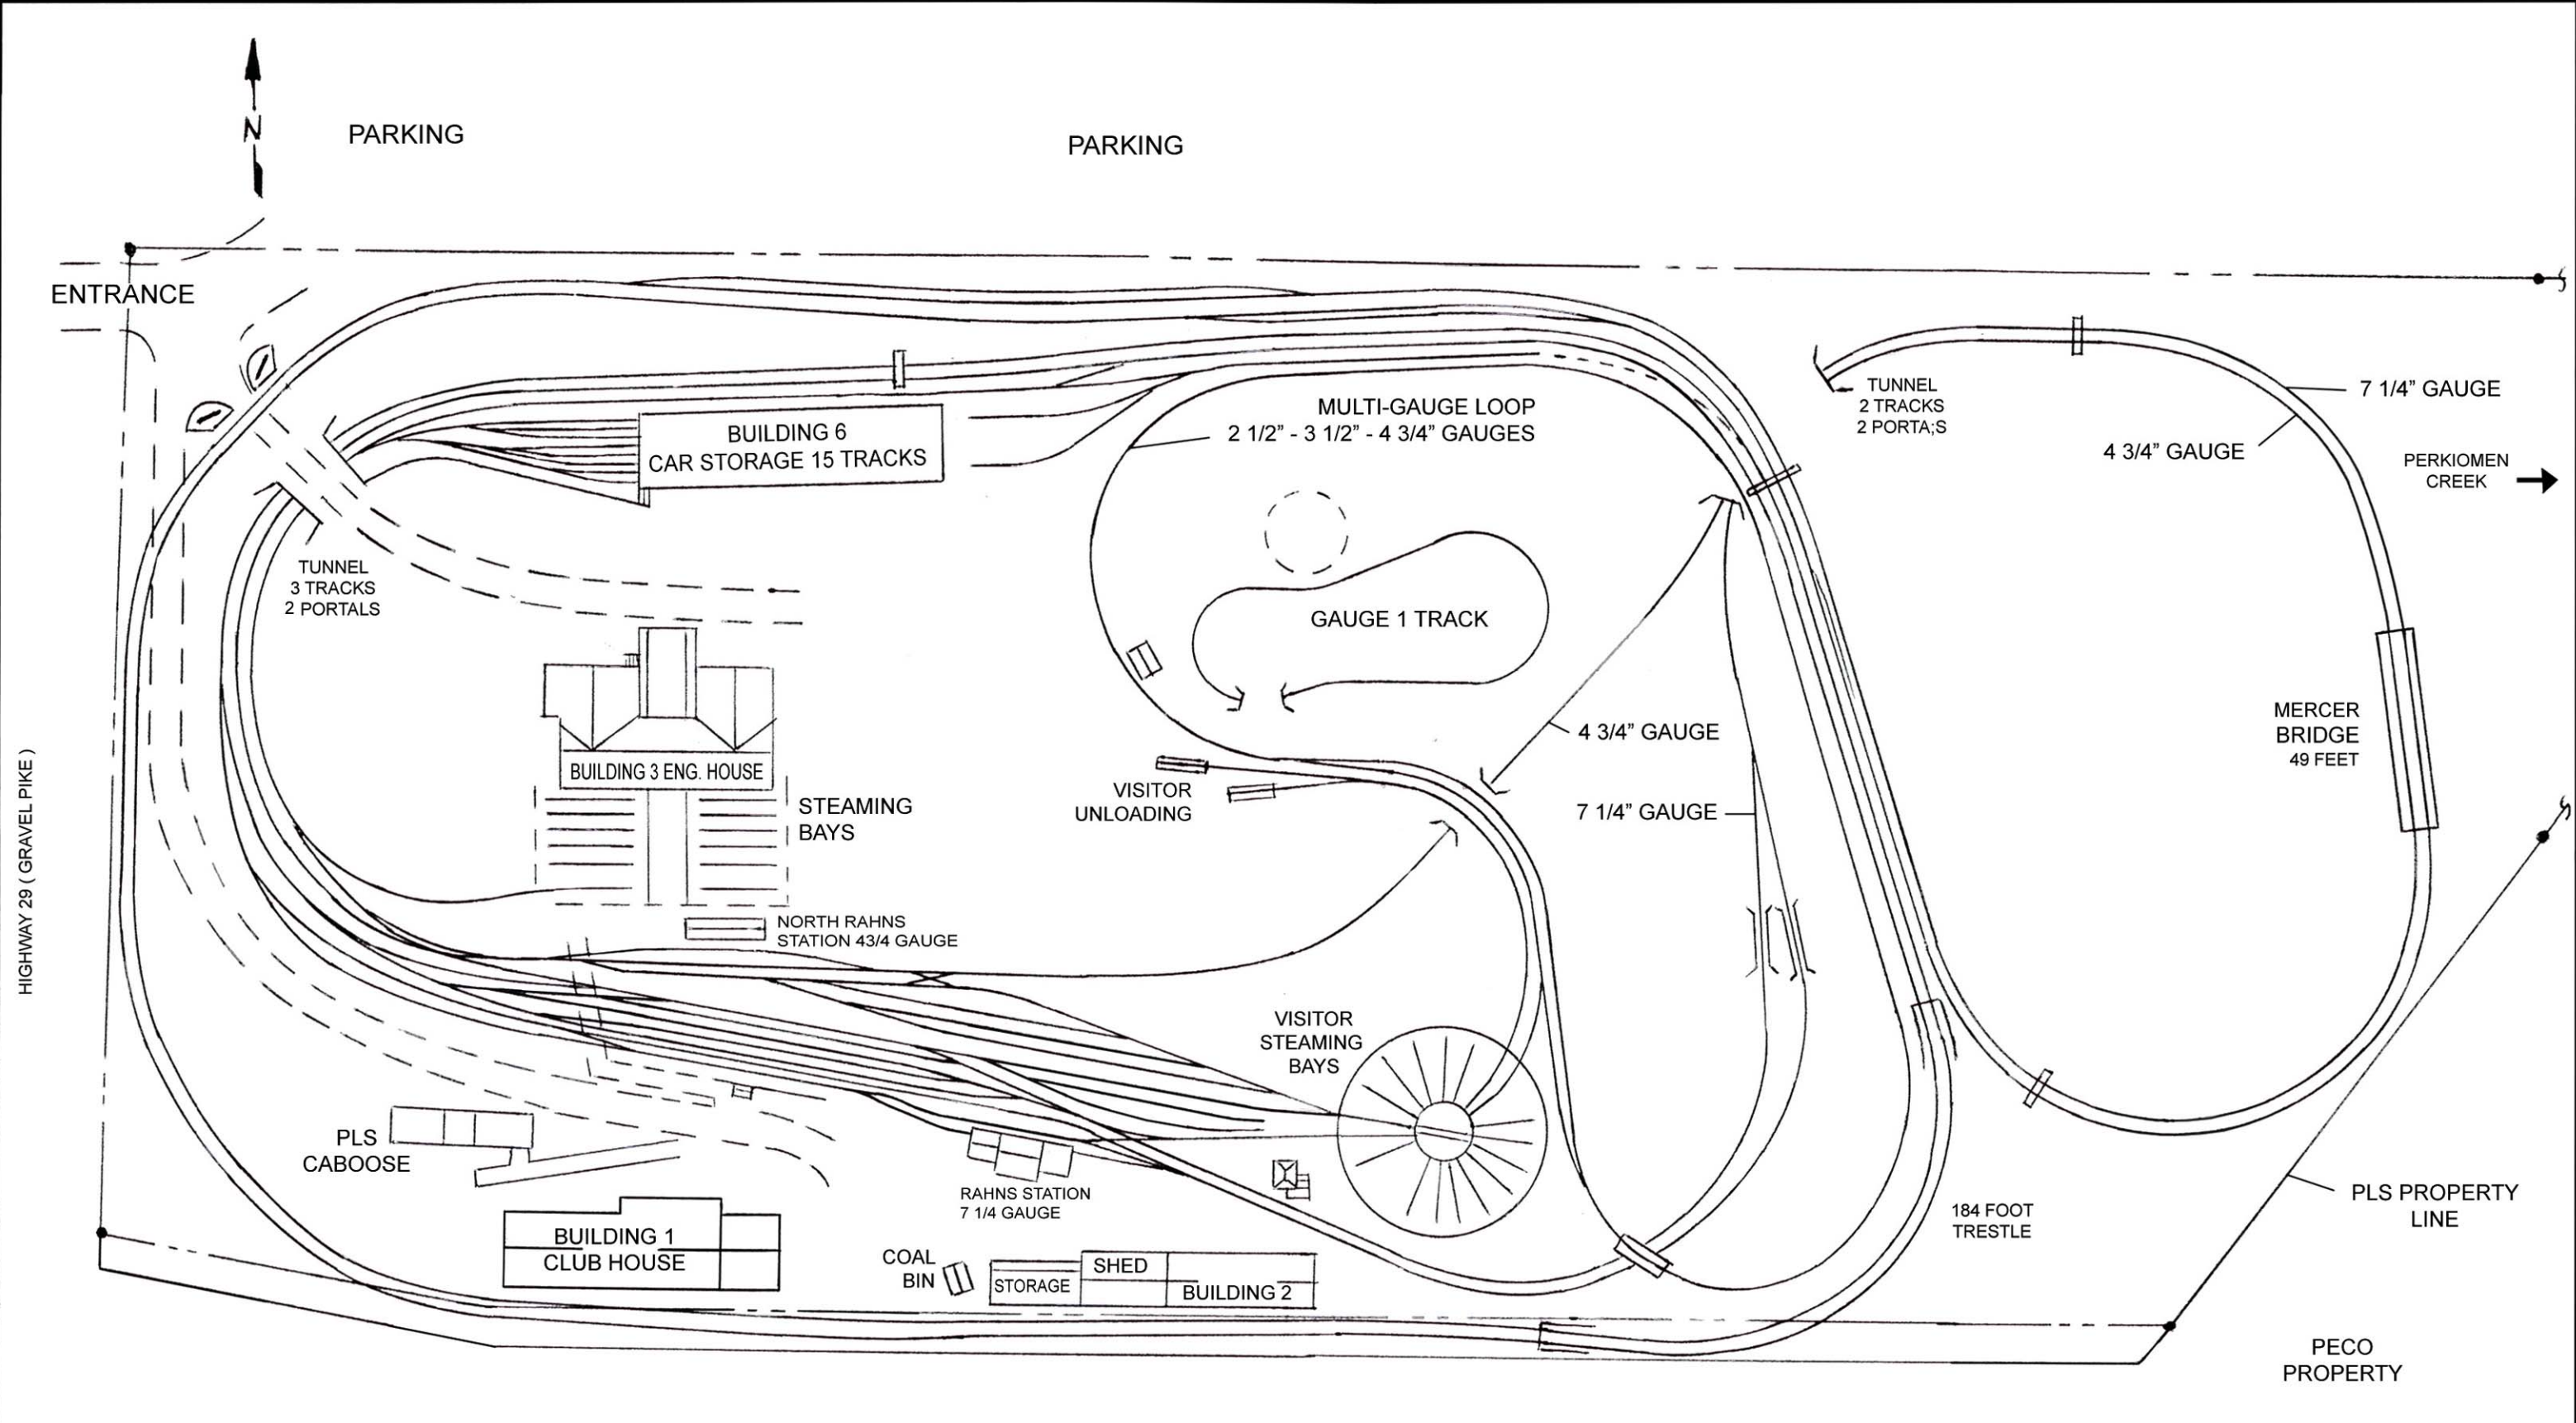 N
PARKING
PARKING
ENTRANCE
BUILDING 6
CAR STORAGE 15 TRACKS
MULTI-GAUGE LOOP
2 1/2” - 3 1/2” - 4 3/4” GAUGES
TUNNEL
2 TRACKS
2 PORTA;S
7 1/4” GAUGE
4 3/4” GAUGE
PERKIOMEN
CREEK
TUNNEL
3 TRACKS
2 PORTALS
GAUGE 1 TRACK
4 3/4” GAUGE
MERCER
BRIDGE
49 FEET
BUILDING 3 ENG. HOUSE
STEAMING
BAYS
VISITOR
UNLOADING
7 1/4” GAUGE
HIGHWAY 29 ( GRAVEL PIKE )
NORTH RAHNS
STATION 43/4 GAUGE
VISITOR
STEAMING
BAYS
PLS
CABOOSE
RAHNS STATION
7 1/4 GAUGE
184 FOOT
TRESTLE
PLS PROPERTY
LINE
BUILDING 1
CLUB HOUSE
COAL
BIN
STORAGE
SHED
BUILDING 2
PECO
PROPERTY